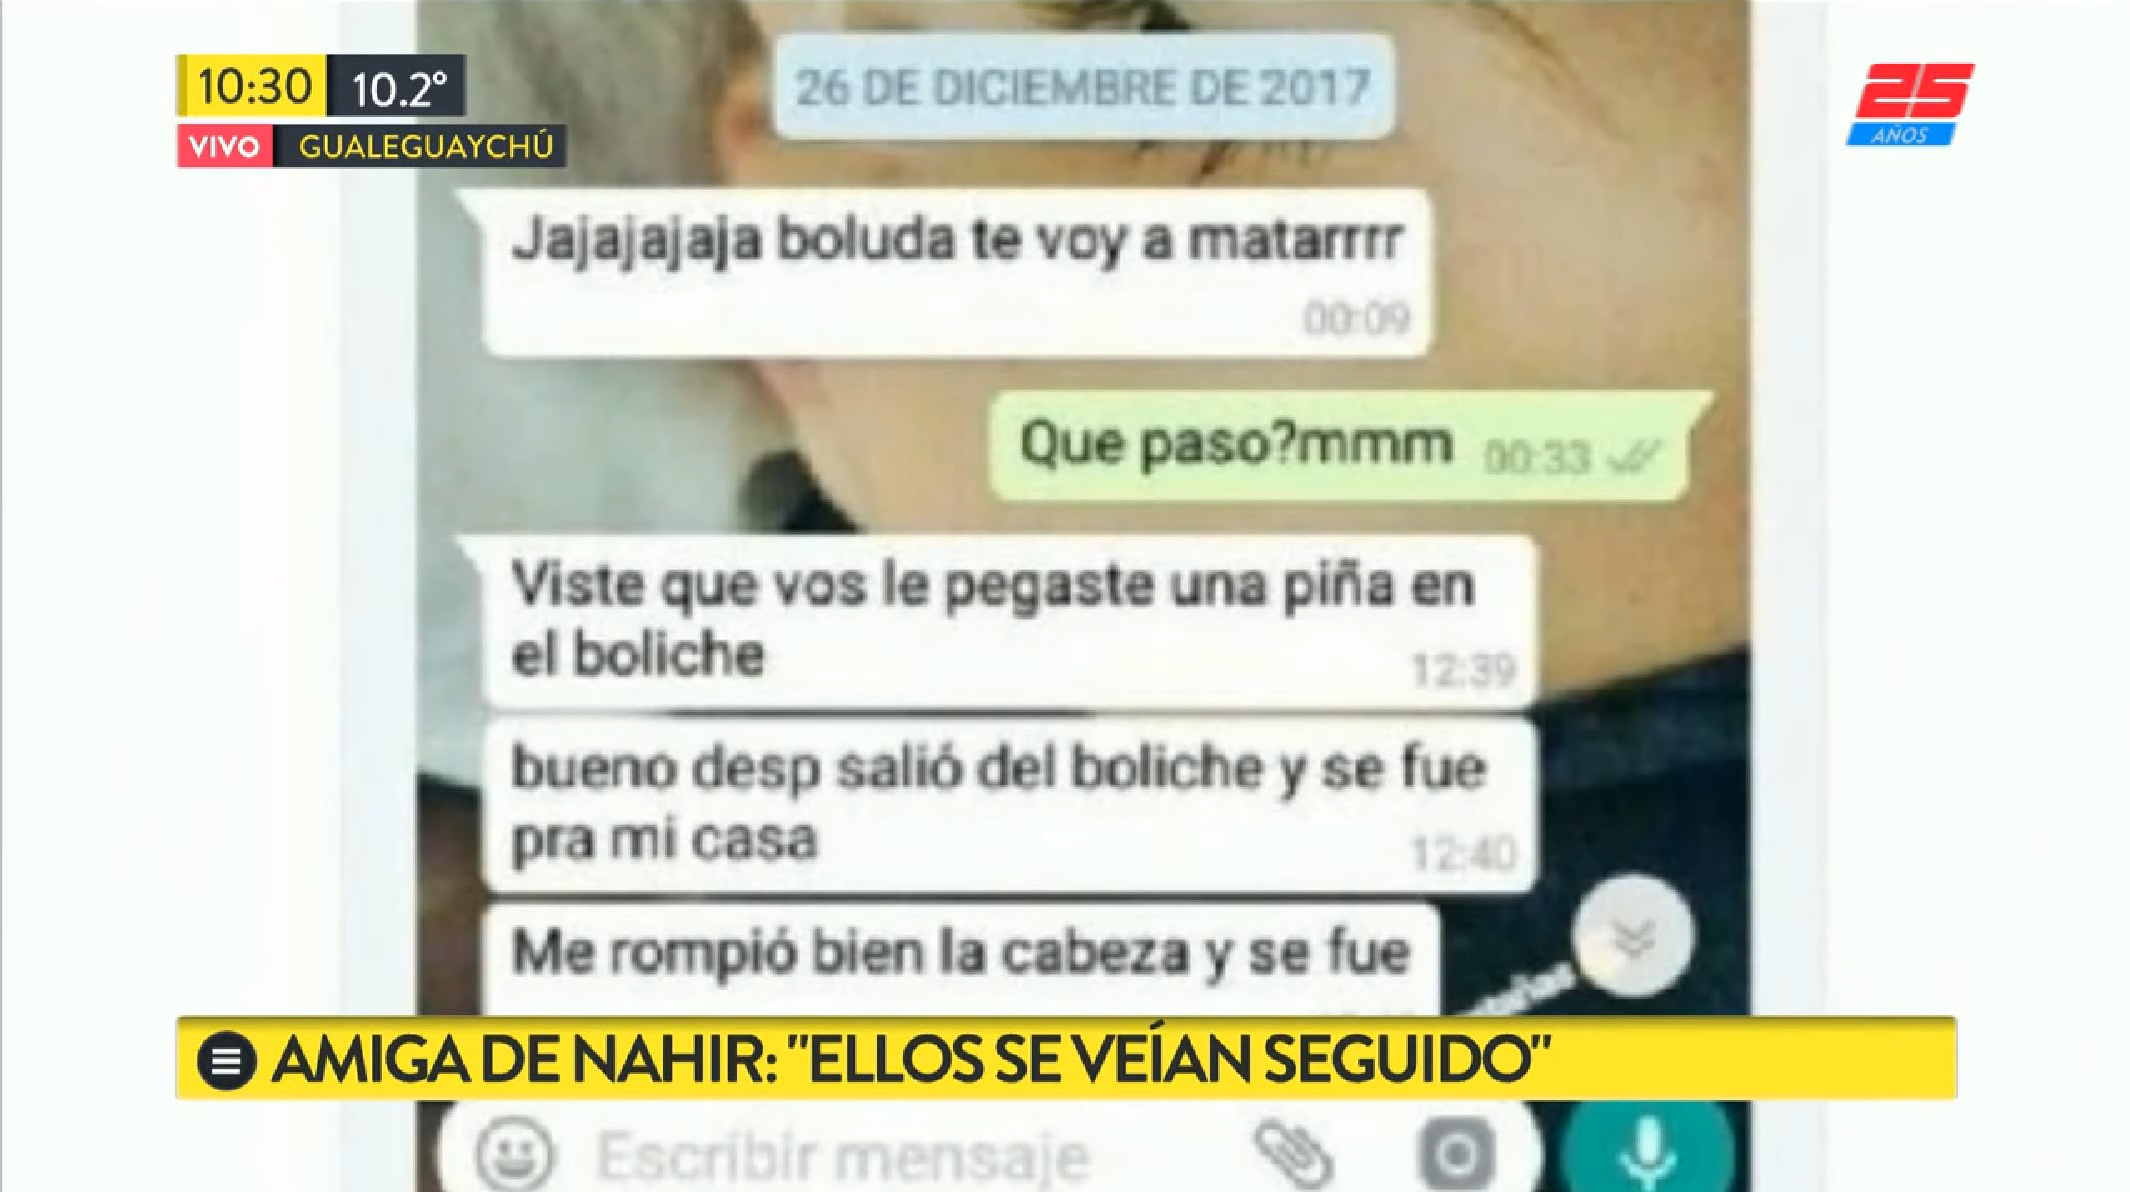 10:30 10.2°
VIVO GUALEGUAYCHÚ
25
AÑOS
26 DE DICIEMBRE DE 2017
Jajajajaja boluda te voy a matarrrr
00:09
Que paso?mmm 00:33
Viste que vos le pegaste una piña en
el boliche
12:39
bueno desp salió del boliche y se fue
pra mi casa
12:40
Me rompió bien la cabeza y se fue
AMIGA DE NAHIR: "ELLOS SE VEÍAN SEGUIDO"
Escribir mensaje